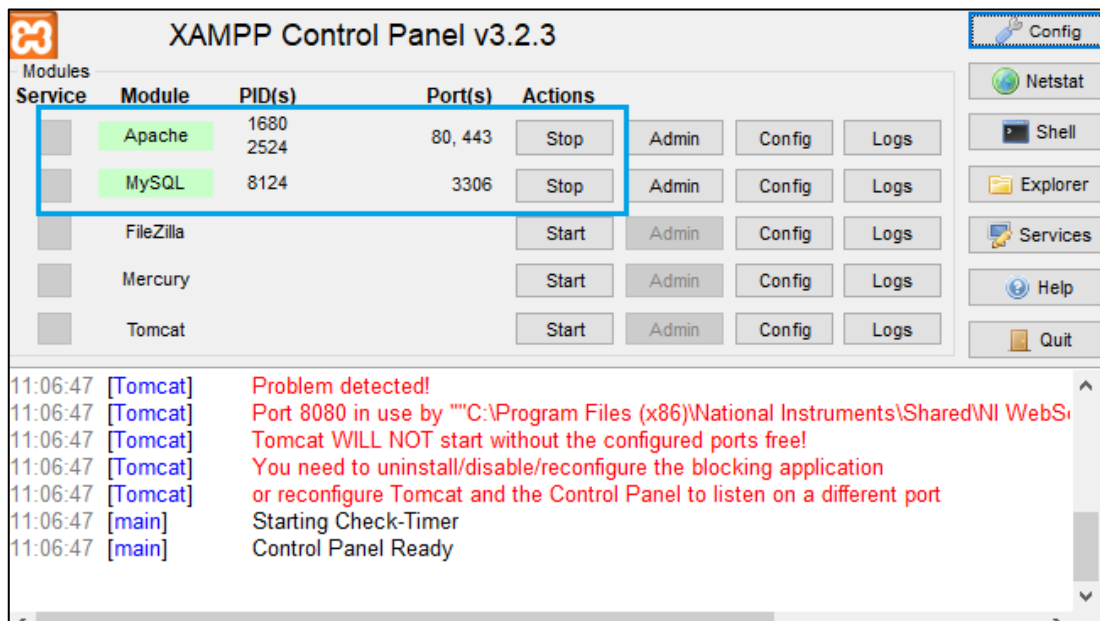 XAMPP Control Panel v3.2.3
Config
Modules
Service Module PID(s) Port(s) Actions
Netstat
Apache 1680 2524 80, 443 Stop Admin Config Logs
Shell
MySQL 8124 3306 Stop Admin Config Logs
Explorer
FileZilla Start Admin Config Logs
Services
Mercury Start Admin Config Logs
Help
Tomcat Start Admin Config Logs
Quit
11:06:47 [Tomcat] Problem detected!
11:06:47 [Tomcat] Port 8080 in use by ""C:\Program Files (x86)\National Instruments\Shared\NI
11:06:47 [Tomcat] Tomcat WILL NOT start without the configured ports free!
11:06:47 [Tomcat] You need to uninstall/disable/reconfigure the blocking application
11:06:47 [Tomcat] or reconfigure Tomcat and the Control Panel to listen on a different port
11:06:47 [main] Starting Check-Timer
11:06:47 [main] Control Panel Ready